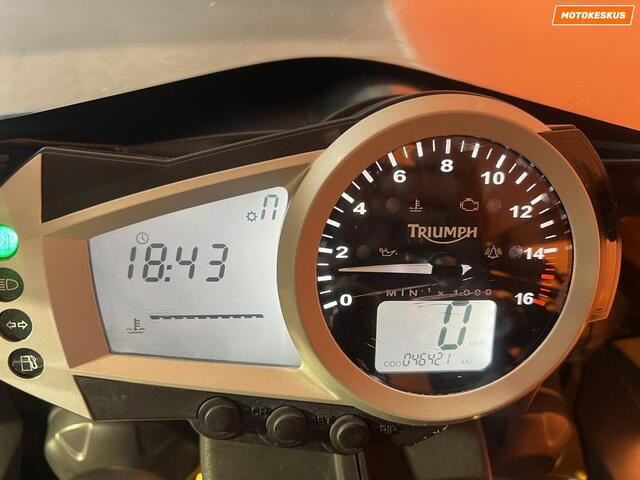 MOTOKESKUS
0 2 4 6 8 10 12 14 16
TRIUMPH
MIN⁻¹ x 1000
18:43
0
km/h
ODO 046421 KM